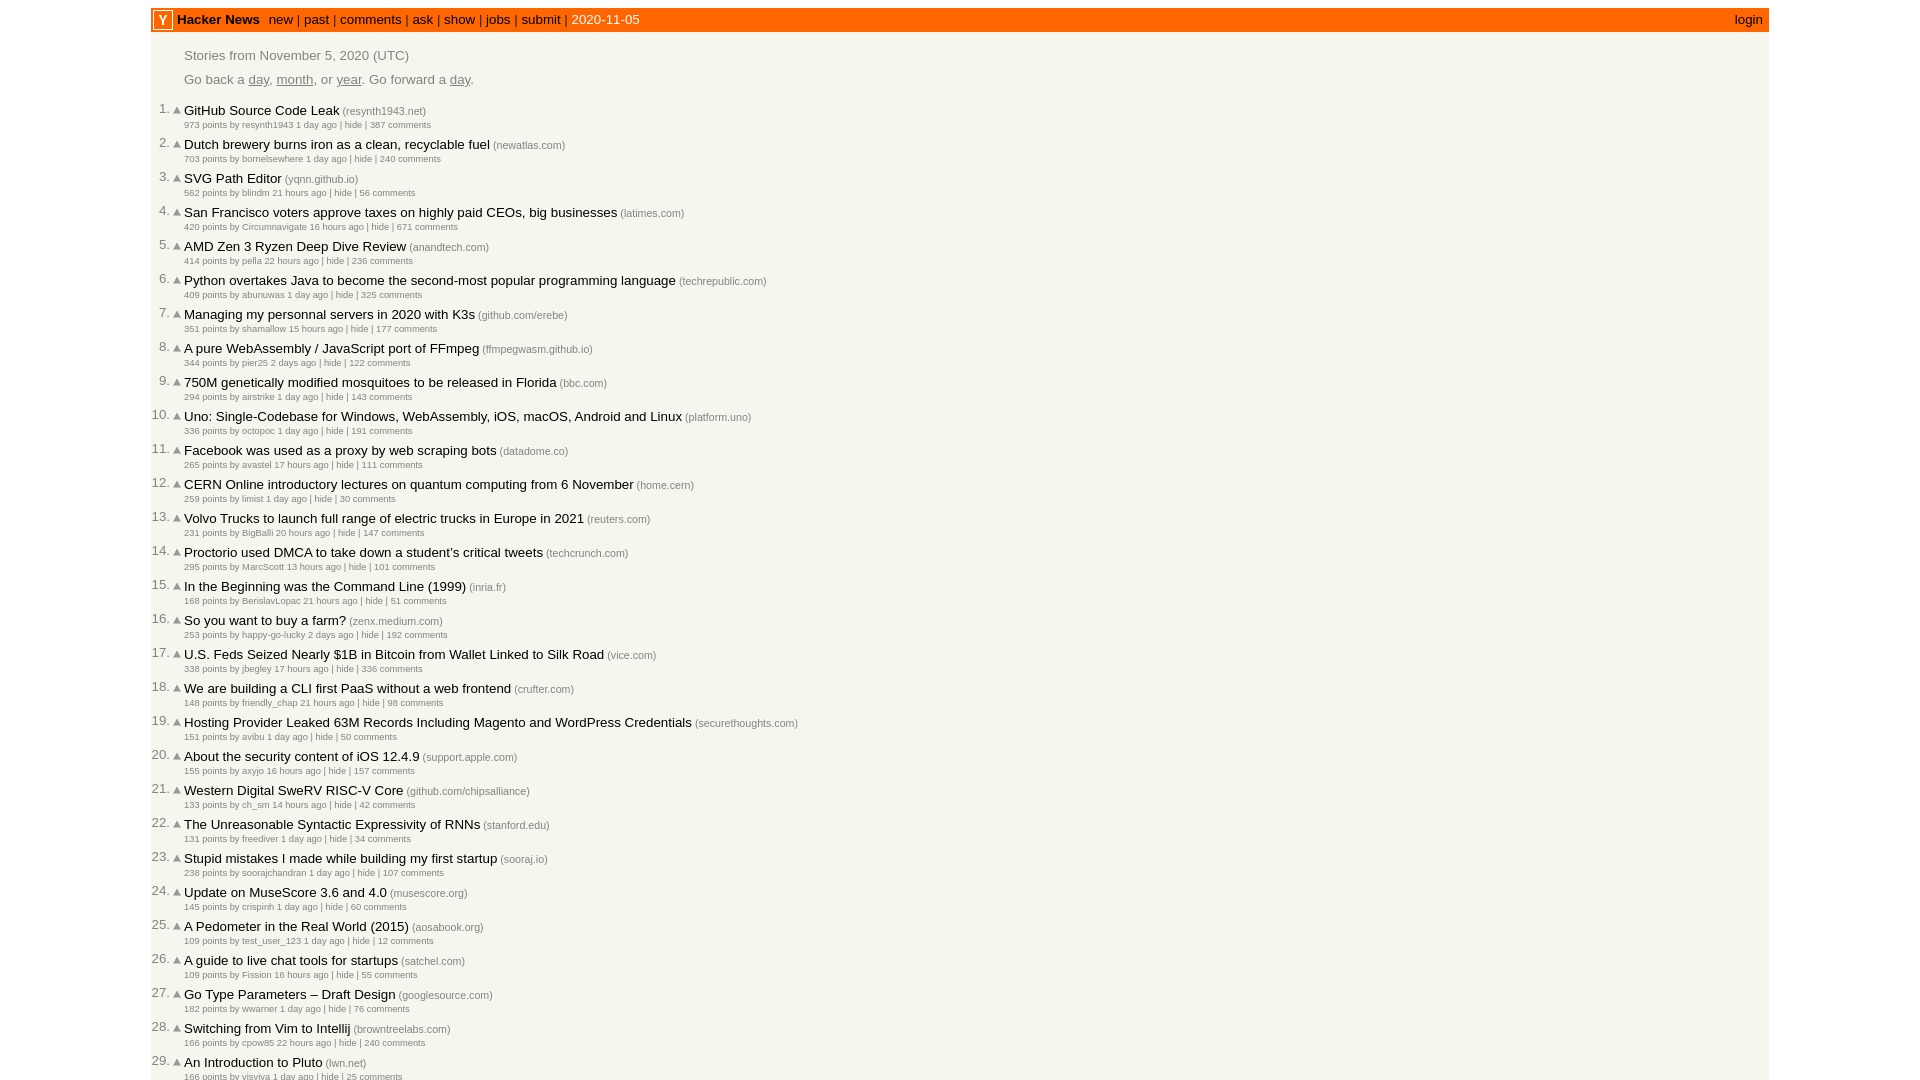 Y Hacker News new | past | comments | ask | show | jobs | submit | 2020-11-05 login
Stories from November 5, 2020 (UTC)
Go back a day, month, or year. Go forward a day.
1. GitHub Source Code Leak (resynth1943.net)
973 points by resynth1943 1 day ago | hide | 387 comments
2. Dutch brewery burns iron as a clean, recyclable fuel (newatlas.com)
703 points by bornelsewhere 1 day ago | hide | 240 comments
3. SVG Path Editor (yqnn.github.io)
562 points by blindm 21 hours ago | hide | 56 comments
4. San Francisco voters approve taxes on highly paid CEOs, big businesses (latimes.com)
420 points by Circumnavigate 16 hours ago | hide | 671 comments
5. AMD Zen 3 Ryzen Deep Dive Review (anandtech.com)
414 points by pella 22 hours ago | hide | 236 comments
6. Python overtakes Java to become the second-most popular programming language (techrepublic.com)
409 points by abunuwas 1 day ago | hide | 325 comments
7. Managing my personnal servers in 2020 with K3s (github.com/erebe)
351 points by shamallow 15 hours ago | hide | 177 comments
8. A pure WebAssembly / JavaScript port of FFmpeg (ffmpegwasm.github.io)
344 points by pier25 2 days ago | hide | 122 comments
9. 750M genetically modified mosquitoes to be released in Florida (bbc.com)
294 points by airstrike 1 day ago | hide | 143 comments
10. Uno: Single-Codebase for Windows, WebAssembly, iOS, macOS, Android and Linux (platform.uno)
336 points by octopoc 1 day ago | hide | 191 comments
11. Facebook was used as a proxy by web scraping bots (datadome.co)
265 points by avastel 17 hours ago | hide | 111 comments
12. CERN Online introductory lectures on quantum computing from 6 November (home.cern)
259 points by limist 1 day ago | hide | 30 comments
13. Volvo Trucks to launch full range of electric trucks in Europe in 2021 (reuters.com)
231 points by BigBalli 20 hours ago | hide | 147 comments
14. Proctorio used DMCA to take down a student’s critical tweets (techcrunch.com)
295 points by MarcScott 13 hours ago | hide | 101 comments
15. In the Beginning was the Command Line (1999) (inria.fr)
168 points by BerislavLopac 21 hours ago | hide | 51 comments
16. So you want to buy a farm? (zenx.medium.com)
253 points by happy-go-lucky 2 days ago | hide | 192 comments
17. U.S. Feds Seized Nearly $1B in Bitcoin from Wallet Linked to Silk Road (vice.com)
338 points by jbegley 17 hours ago | hide | 336 comments
18. We are building a CLI first PaaS without a web frontend (crufter.com)
148 points by friendly_chap 21 hours ago | hide | 98 comments
19. Hosting Provider Leaked 63M Records Including Magento and WordPress Credentials (securethoughts.com)
151 points by avibu 1 day ago | hide | 50 comments
20. About the security content of iOS 12.4.9 (support.apple.com)
155 points by axyjo 16 hours ago | hide | 157 comments
21. Western Digital SweRV RISC-V Core (github.com/chipsalliance)
133 points by ch_sm 14 hours ago | hide | 42 comments
22. The Unreasonable Syntactic Expressivity of RNNs (stanford.edu)
131 points by freediver 1 day ago | hide | 34 comments
23. Stupid mistakes I made while building my first startup (sooraj.io)
238 points by soorajchandran 1 day ago | hide | 107 comments
24. Update on MuseScore 3.6 and 4.0 (musescore.org)
145 points by crispinh 1 day ago | hide | 60 comments
25. A Pedometer in the Real World (2015) (aosabook.org)
109 points by test_user_123 1 day ago | hide | 12 comments
26. A guide to live chat tools for startups (satchel.com)
109 points by Fission 16 hours ago | hide | 55 comments
27. Go Type Parameters – Draft Design (googlesource.com)
182 points by wwarner 1 day ago | hide | 76 comments
28. Switching from Vim to Intellij (browntreelabs.com)
166 points by cpow85 22 hours ago | hide | 240 comments
29. An Introduction to Pluto (lwn.net)
166 points by visviva 1 day ago | hide | 25 comments